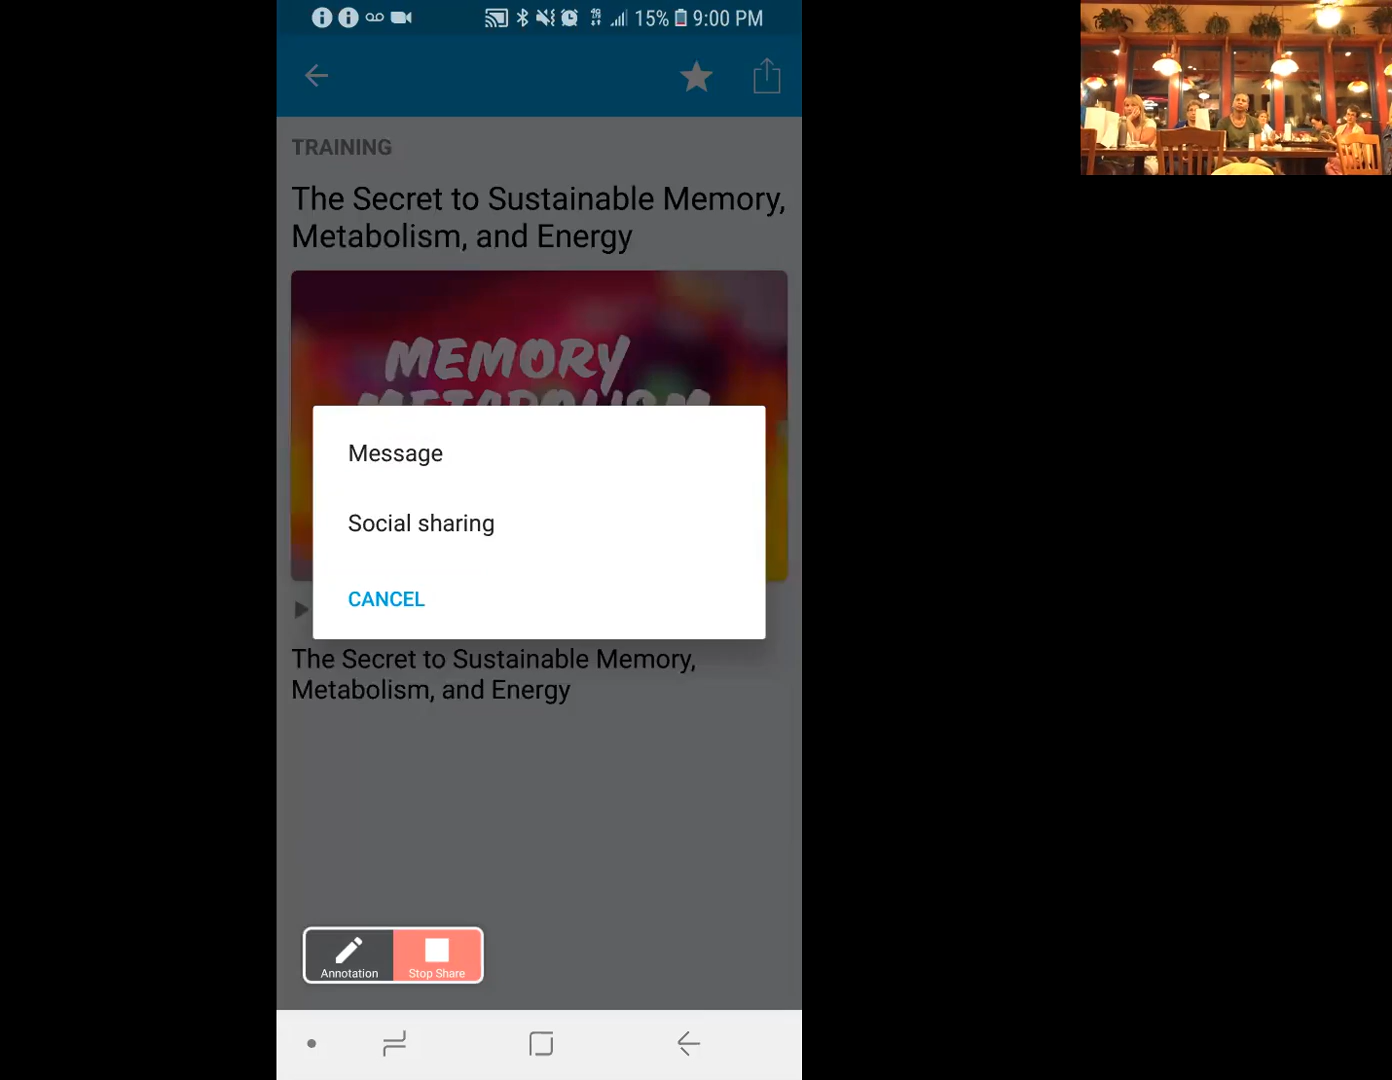 15% 9:00 PM
TRAINING
The Secret to Sustainable Memory,
Metabolism, and Energy
MEMORY
METABOLISM
Message
Social sharing
CANCEL
The Secret to Sustainable Memory,
Metabolism, and Energy
Annotation Stop Share